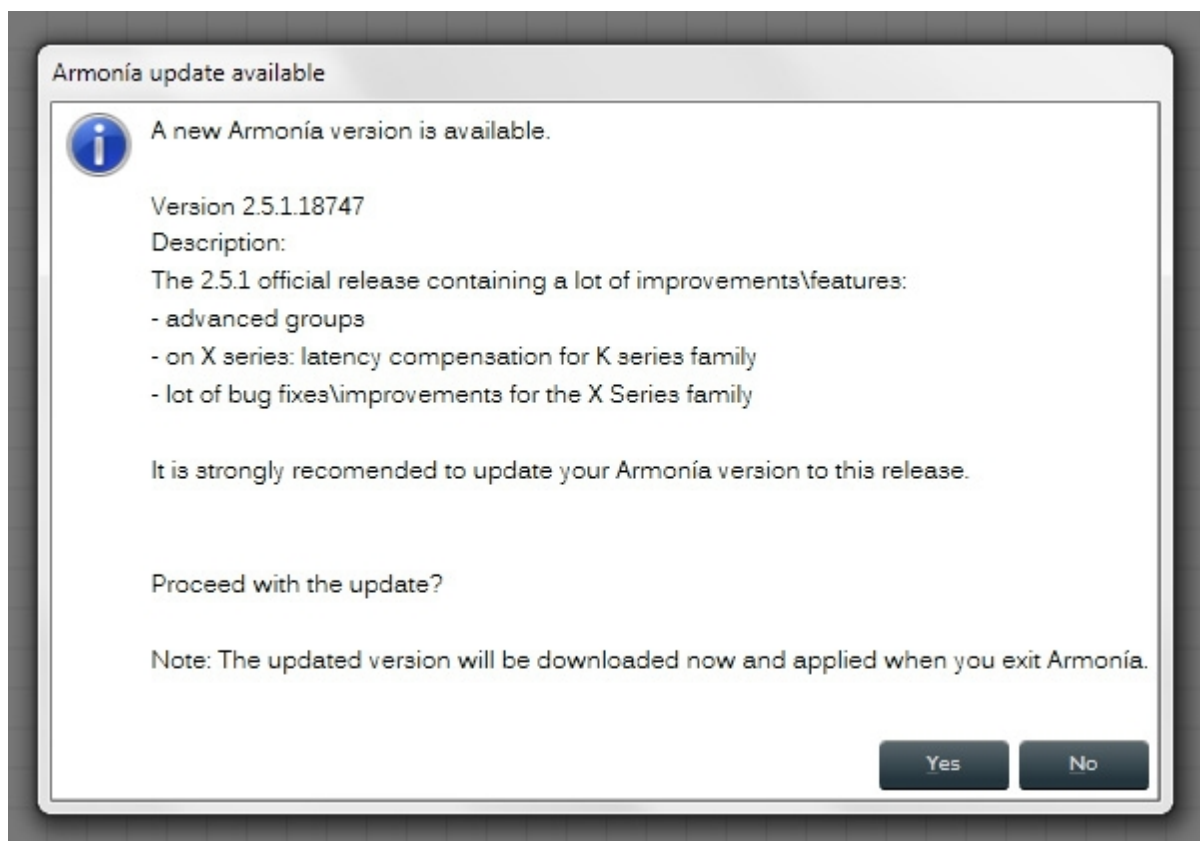 Armonía update available
A new Armonía version is available.
Version 2.5.1.18747
Description:
The 2.5.1 official release containing a lot of improvements\features:
- advanced groups
- on X series: latency compensation for K series family
- lot of bug fixes\improvements for the X Series family
It is strongly recomended to update your Armonía version to this release.
Proceed with the update?
Note: The updated version will be downloaded now and applied when you exit Armonía.
Yes No